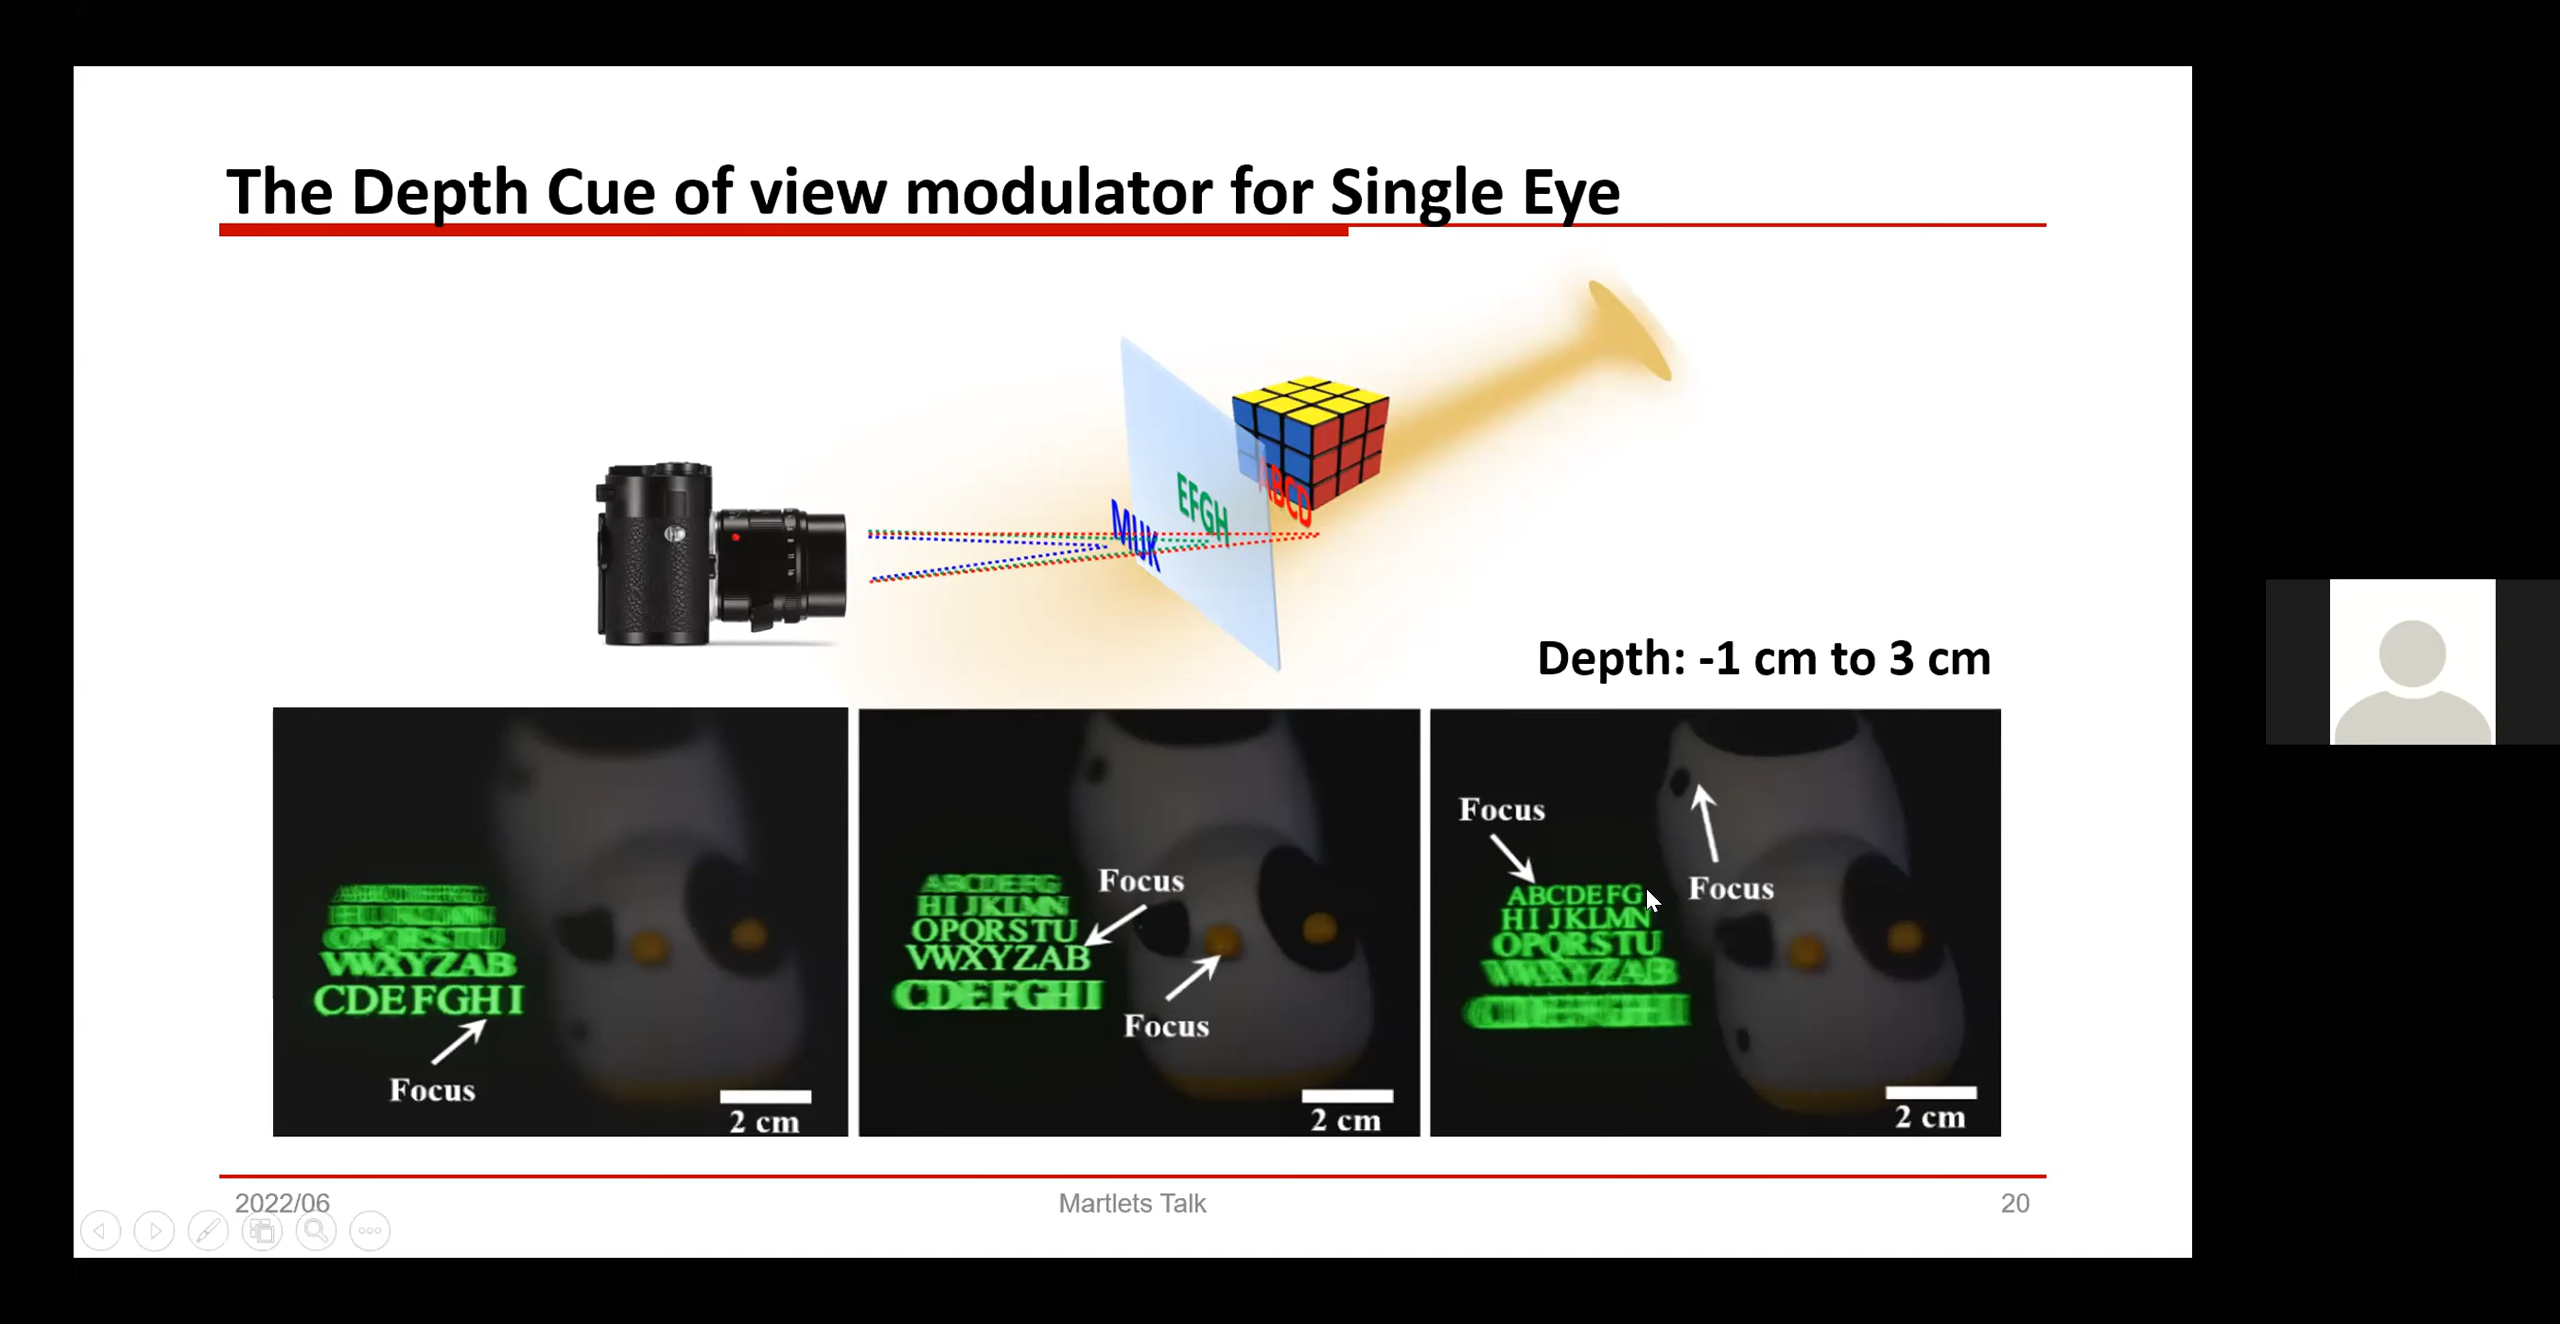 The Depth Cue of view modulator for Single Eye
MIJK
EFGH
ABCD
Depth: -1 cm to 3 cm
OPQRSTU
VWXYZAB
CDEFGHI
Focus
2 cm
ABCDEFG
HIJKLMN
OPQRSTU
VWXYZAB
CDEFGHI
Focus
Focus
2 cm
Focus
Focus
ABCDEFG
HIJKLMN
OPQRSTU
VWXYZAB
2 cm
2022/06
Martlets Talk
20